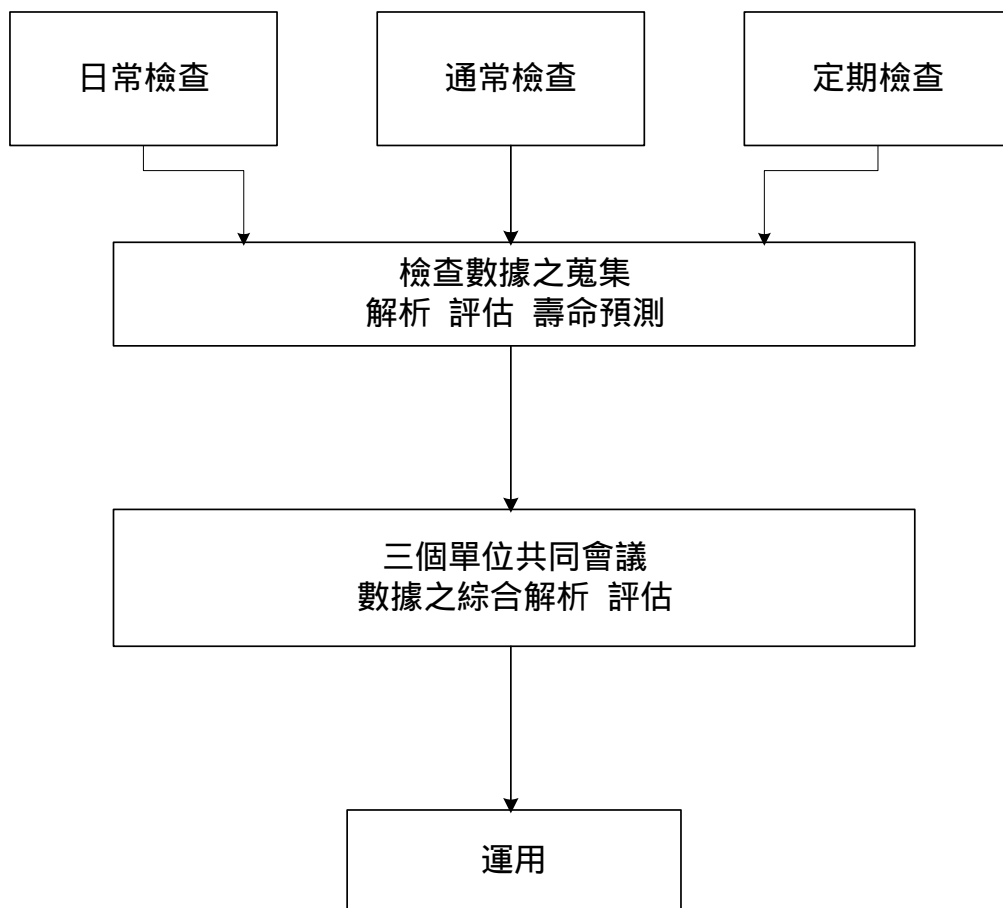 日常檢查
通常檢查
定期檢查
檢查數據之蒐集
解析 評估 壽命預測
三個單位共同會議
數據之綜合解析 評估
運用